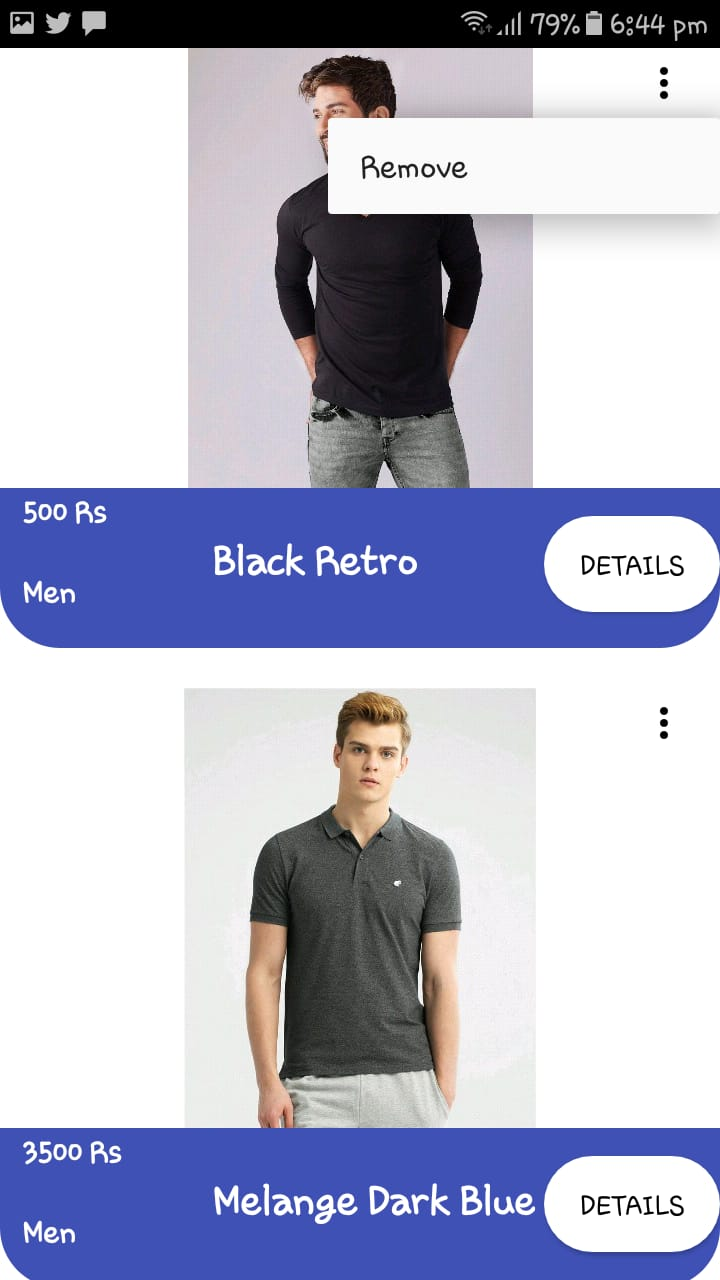 79% 6:44 pm
Remove
500 Rs
Black Retro
DETAILS
Men
3500 Rs
Melange Dark Blue
DETAILS
Men